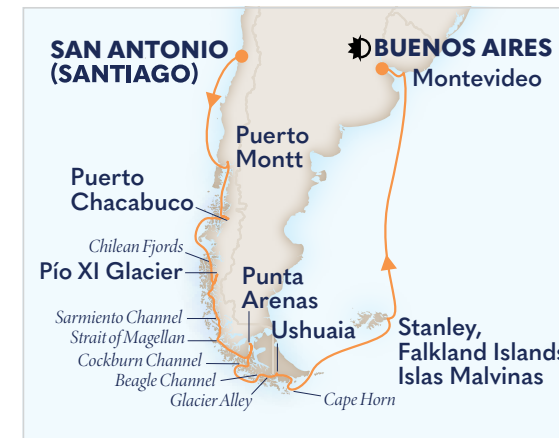 SAN ANTONIO
(SANTIAGO)
BUENOS AIRES
Montevideo
Puerto
Montt
Puerto
Chacabuco
Chilean Fjords
Pío XI Glacier
Punta
Arenas
Sarmiento Channel
Strait of Magellan
Ushuaia
Stanley,
Falkland Islands
Islas Malvinas
Cockburn Channel
Beagle Channel
Glacier Alley
Cape Horn